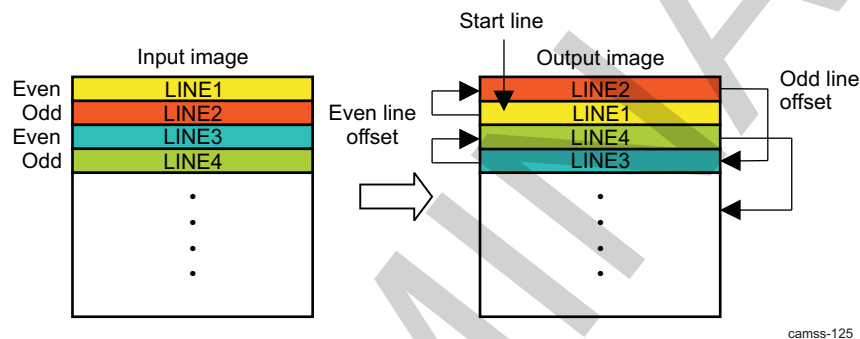 Start line
Input image
Output image
Even LINE1
Odd LINE2
Even LINE3
Odd LINE4
Even line
offset
LINE2
LINE1
LINE4
LINE3
Odd line
offset
camss-125